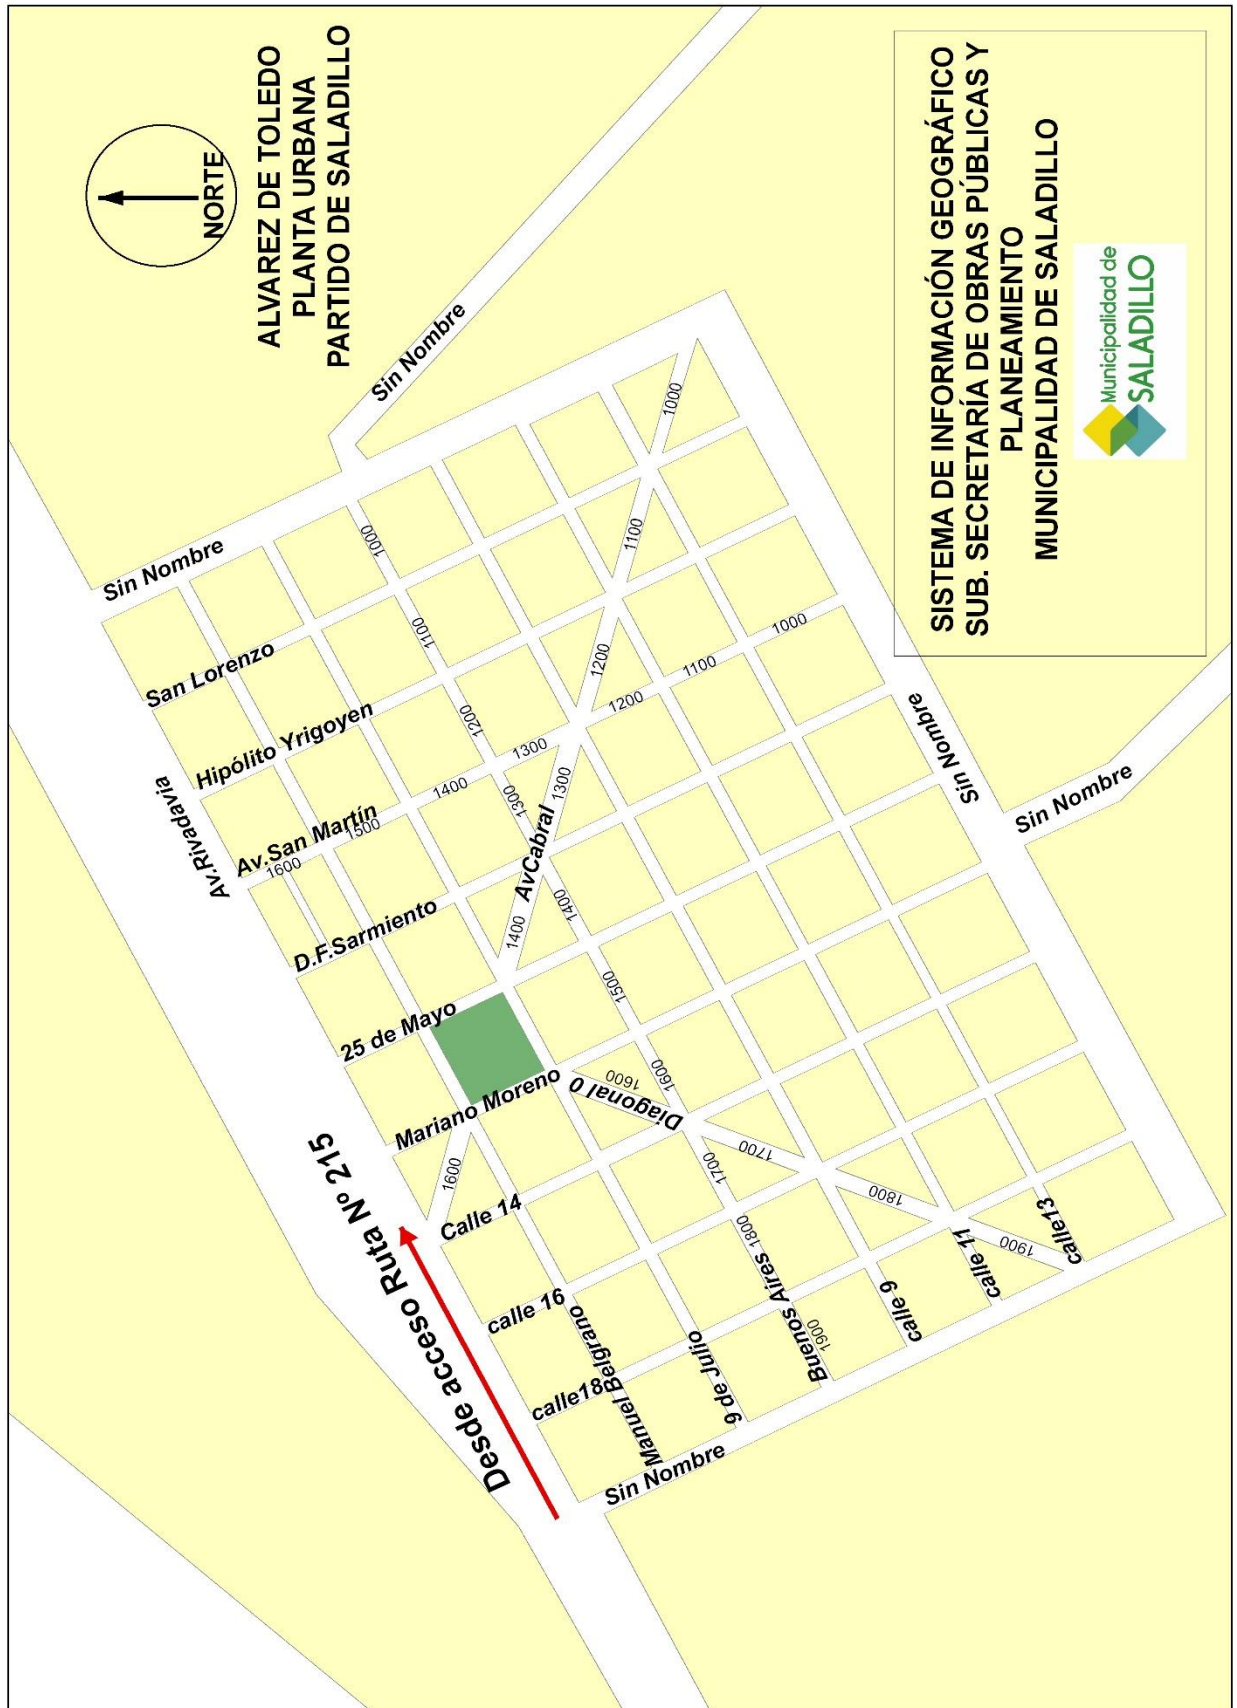 NORTE
ALVAREZ DE TOLEDO
PLANTA URBANA
PARTIDO DE SALADILLO
SISTEMA DE INFORMACIÓN GEOGRÁFICO
SUB. SECRETARÍA DE OBRAS PÚBLICAS Y
PLANEAMIENTO
MUNICIPALIDAD DE SALADILLO
Municipalidad de
SALADILLO
Sin Nombre
Sin Nombre
San Lorenzo
Hipólito Yrigoyen
Av.Rivadavia
Av.San Martín
D.F.Sarmiento
25 de Mayo
Mariano Moreno
Calle 14
calle 16
calle18
Sin Nombre
Desde acceso Ruta Nº 215
AvCabral
Diagonal 0
Manuel Belgrano
9 de Julio
Buenos Aires
calle 9
calle 11
calle13
Sin Nombre
Sin Nombre
1000
1100
1200
1300
1400
1500
1600
1700
1800
1900
1000
1100
1200
1300
1400
1600
1000
1100
1200
1300
1400
1500
1600
1600
1700
1800
1900